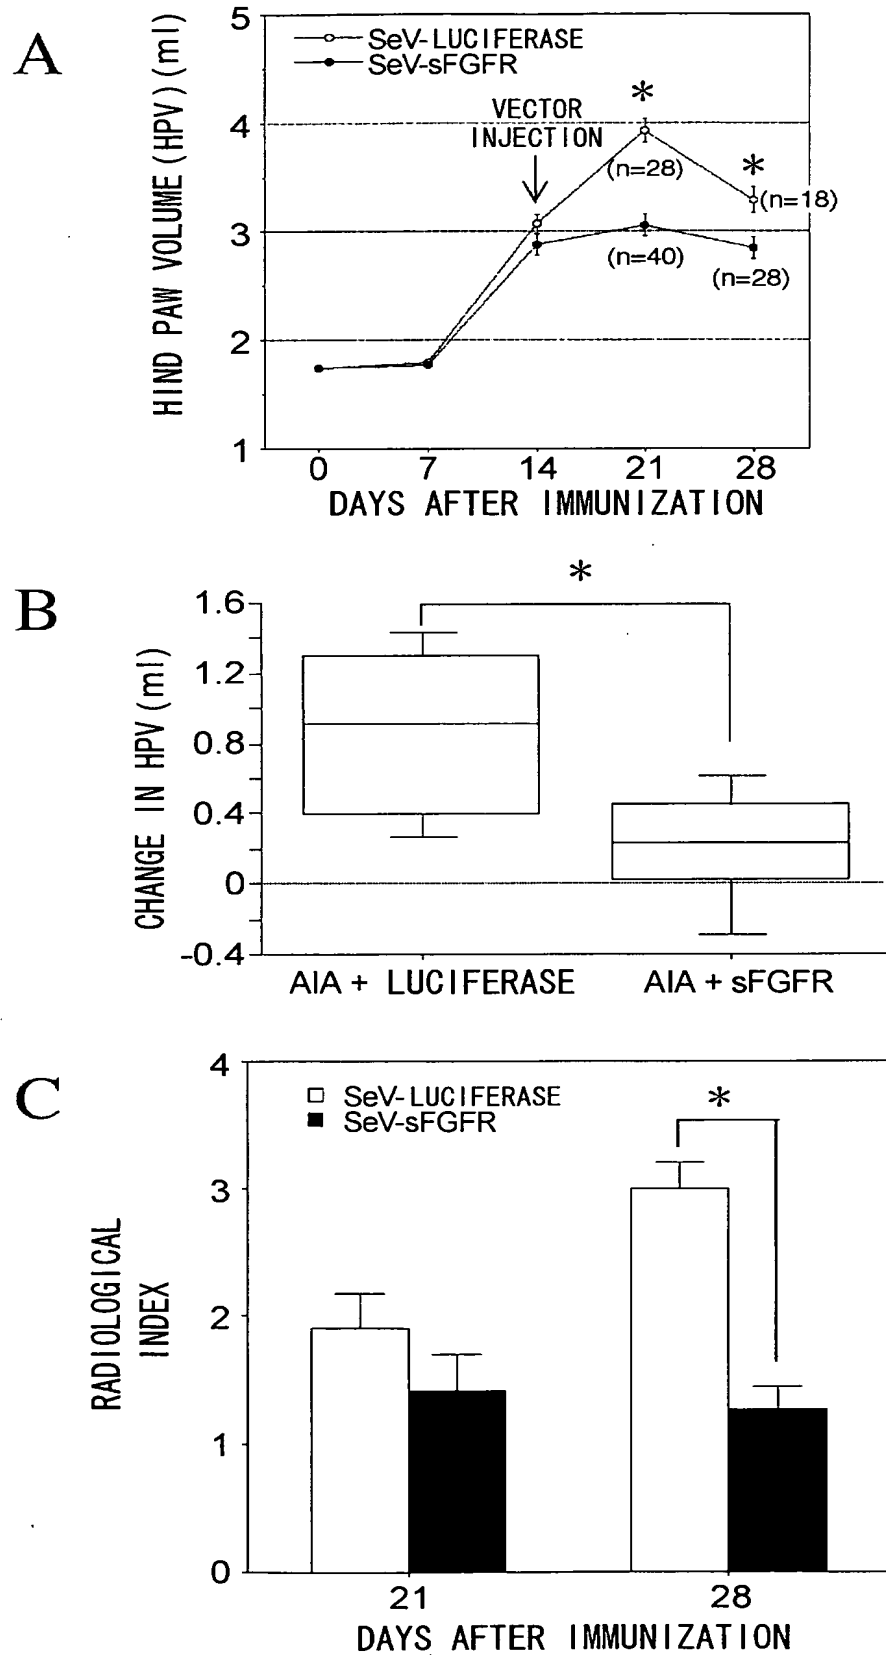 A
HIND PAW VOLUME (HPV) (ml)
5
4
3
2
1
SeV-LUCIFERASE
SeV-sFGFR
VECTOR
INJECTION
*
*
(n=28)
(n=18)
(n=40)
(n=28)
0 7 14 21 28
DAYS AFTER IMMUNIZATION
B
CHANGE IN HPV (ml)
1.6
1.2
0.8
0.4
0
-0.4
*
AIA + LUCIFERASE AIA + sFGFR
C
RADIOLOGICAL
INDEX
4
3
2
1
0
SeV-LUCIFERASE
SeV-sFGFR
*
21 28
DAYS AFTER IMMUNIZATION